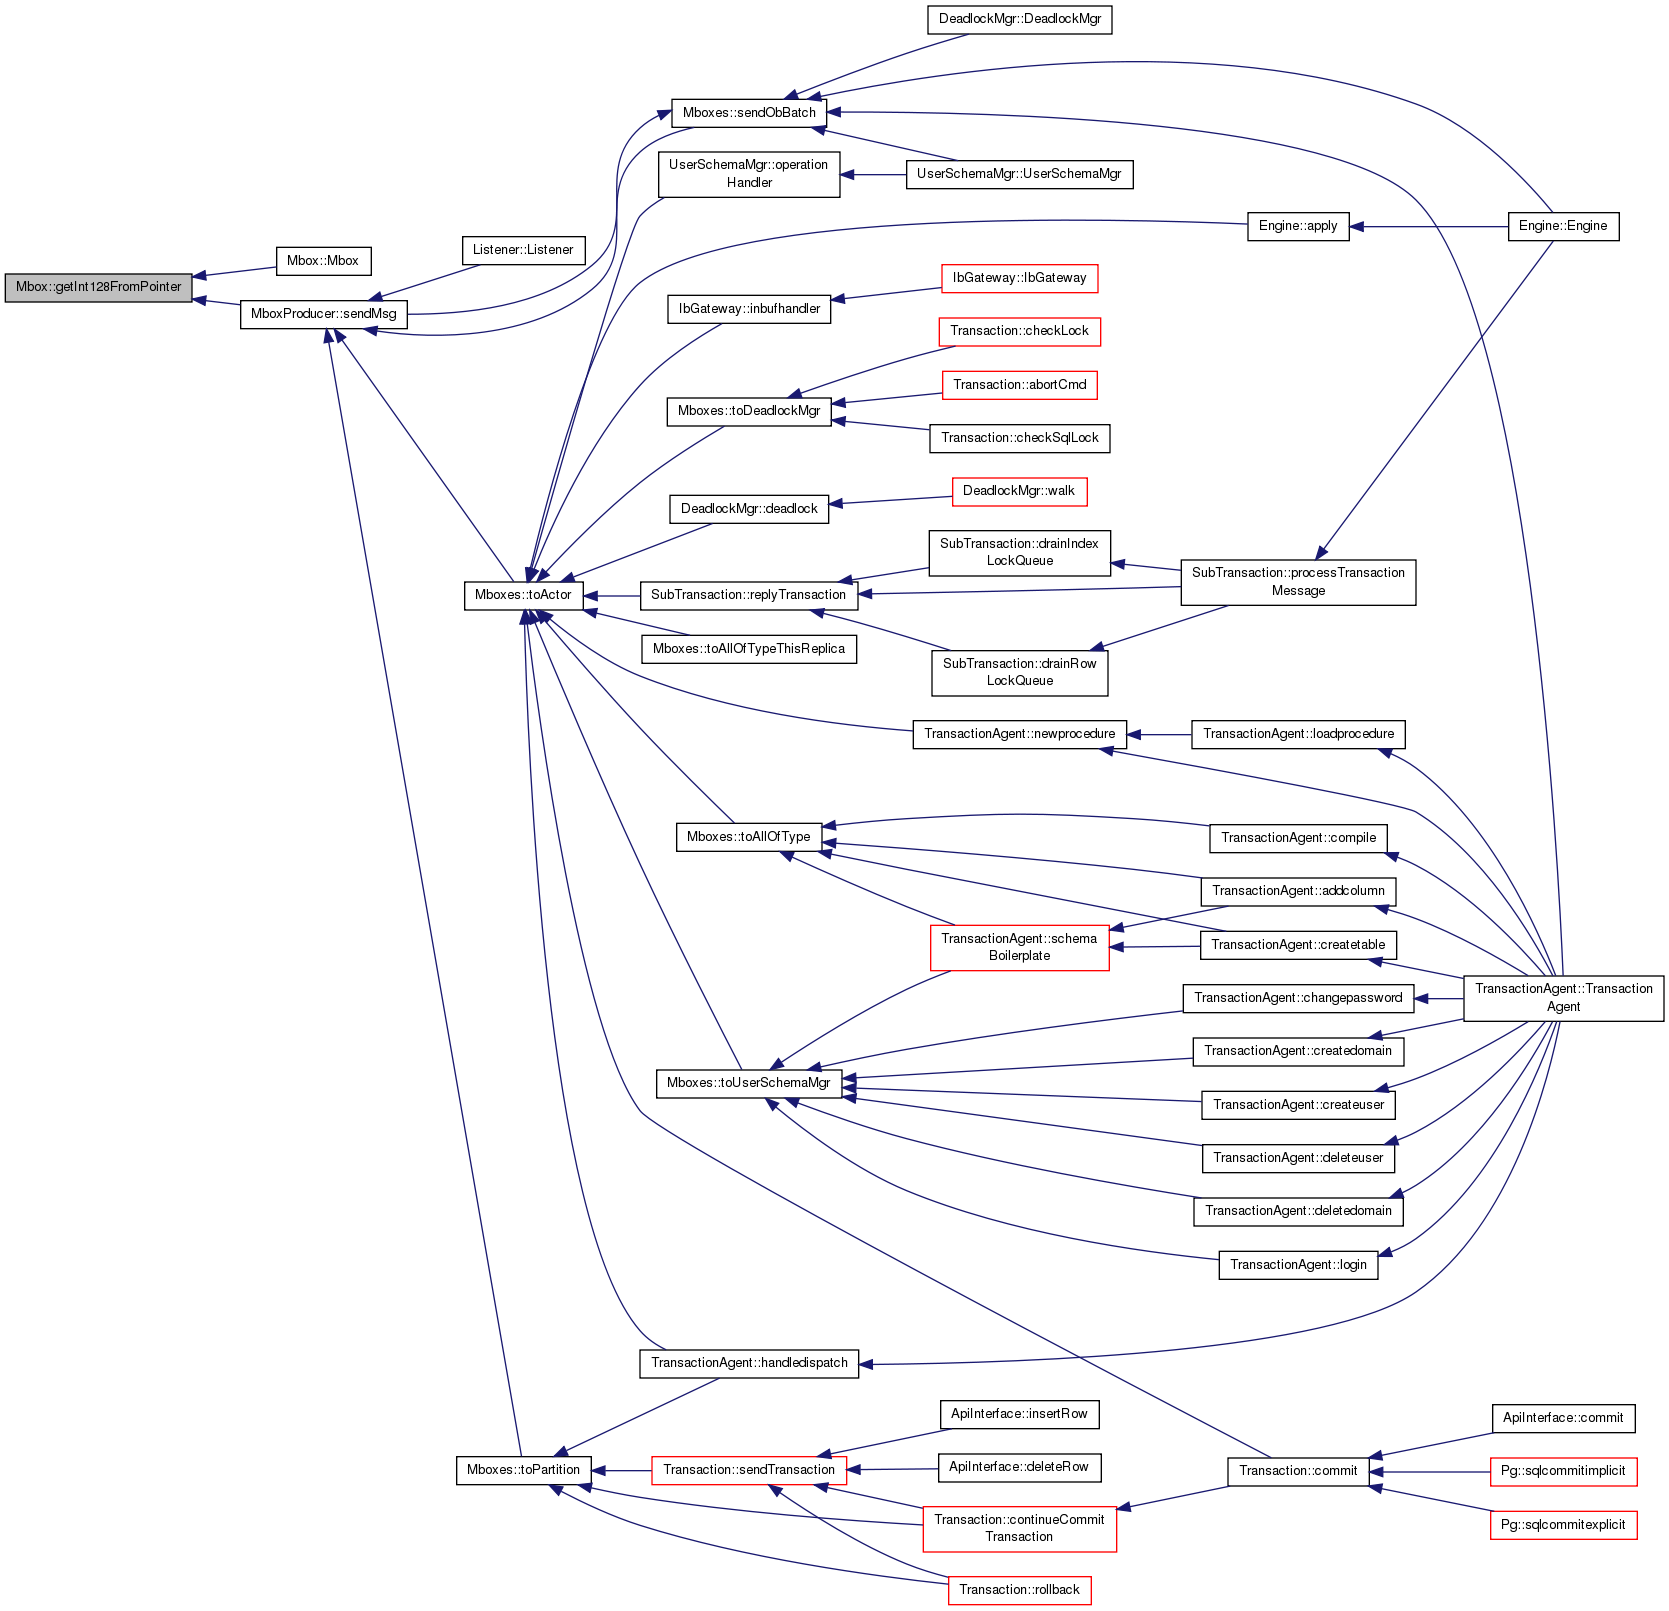 DeadlockMgr::DeadlockMgr
Mboxes::sendObBatch
UserSchemaMgr::operation
Handler
UserSchemaMgr::UserSchemaMgr
Engine::apply
Engine::Engine
Listener::Listener
Mbox::Mbox
Mbox::getInt128FromPointer
MboxProducer::sendMsg
IbGateway::IbGateway
IbGateway::inbufhandler
Transaction::checkLock
Transaction::abortCmd
Mboxes::toDeadlockMgr
Transaction::checkSqlLock
DeadlockMgr::walk
DeadlockMgr::deadlock
SubTransaction::drainIndex
LockQueue
SubTransaction::processTransaction
Message
Mboxes::toActor
SubTransaction::replyTransaction
Mboxes::toAllOfTypeThisReplica
SubTransaction::drainRow
LockQueue
TransactionAgent::newprocedure
TransactionAgent::loadprocedure
Mboxes::toAllOfType
TransactionAgent::compile
TransactionAgent::addcolumn
TransactionAgent::schema
Boilerplate
TransactionAgent::createtable
TransactionAgent::Transaction
Agent
TransactionAgent::changepassword
TransactionAgent::createdomain
Mboxes::toUserSchemaMgr
TransactionAgent::createuser
TransactionAgent::deleteuser
TransactionAgent::deletedomain
TransactionAgent::login
TransactionAgent::handledispatch
ApiInterface::insertRow
ApiInterface::commit
Mboxes::toPartition
Transaction::sendTransaction
ApiInterface::deleteRow
Transaction::commit
Pg::sqlcommitimplicit
Transaction::continueCommit
Transaction
Pg::sqlcommitexplicit
Transaction::rollback